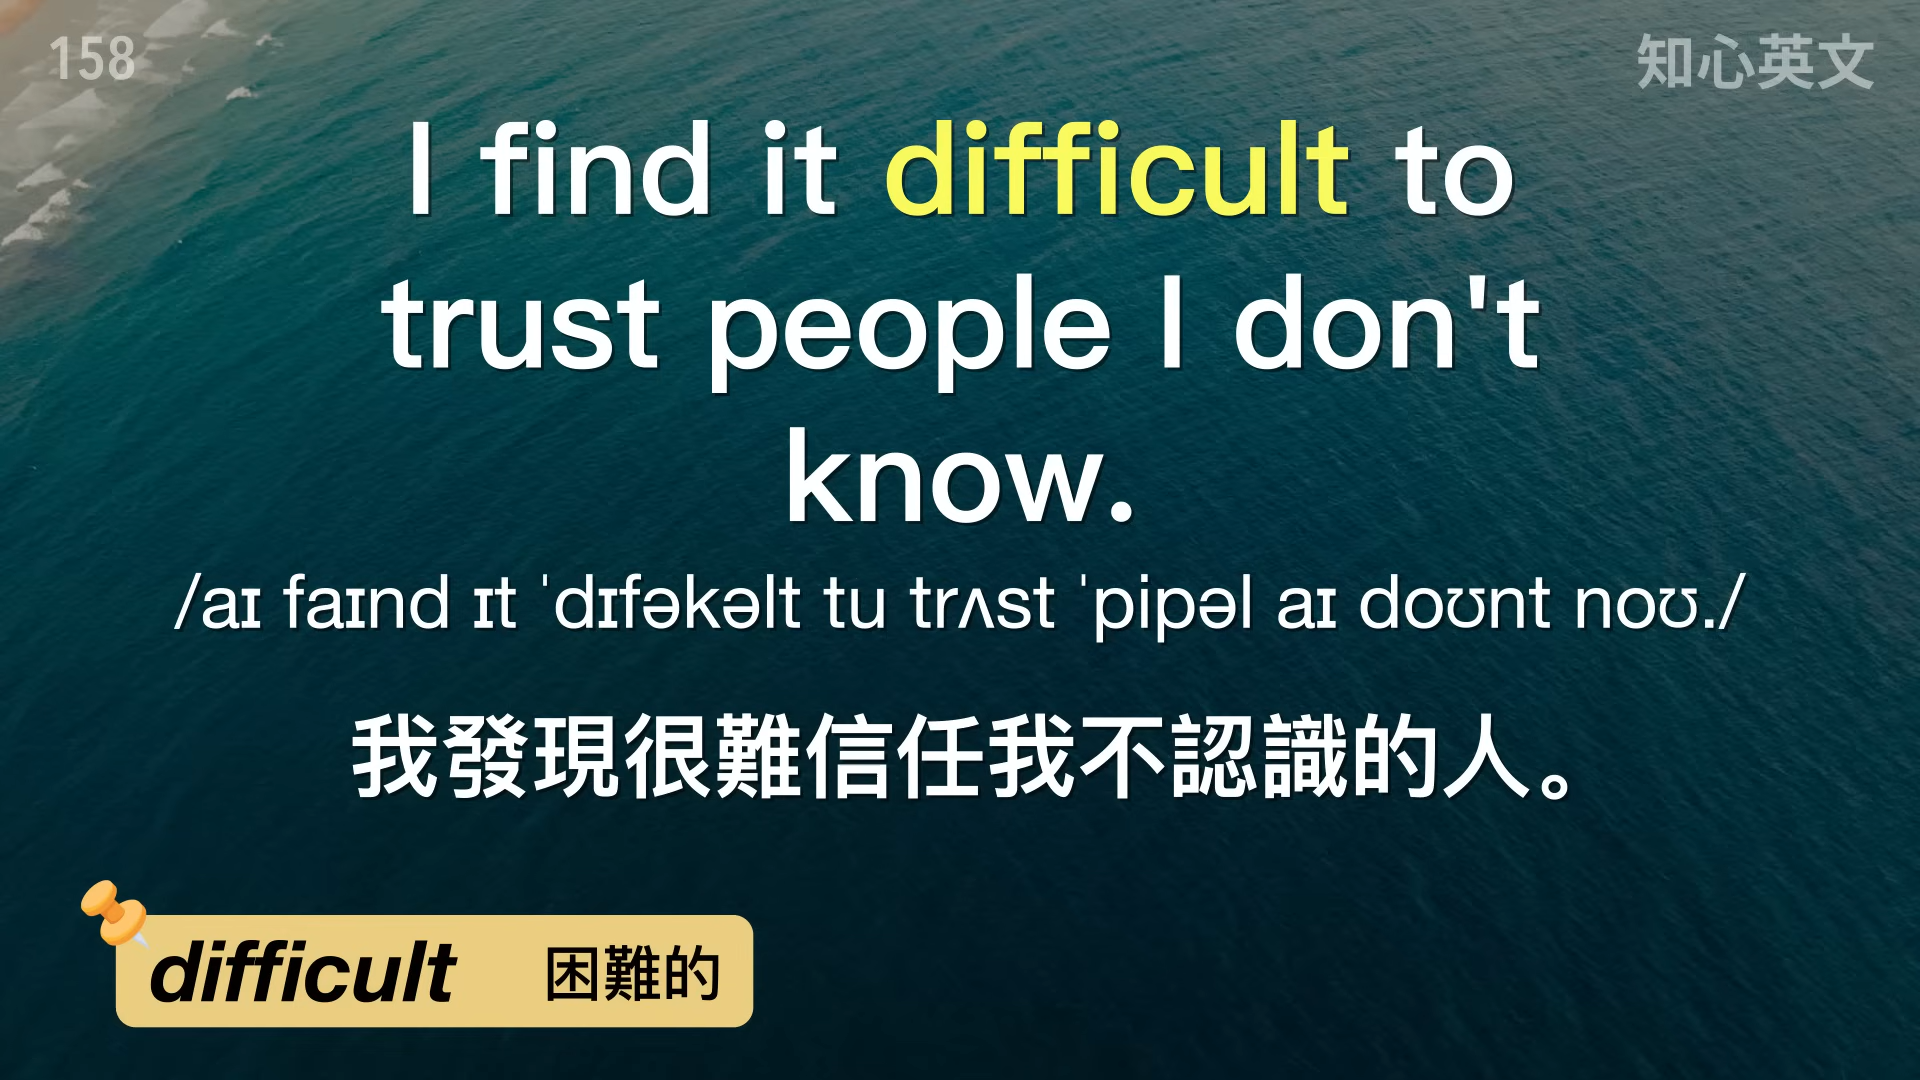 158
知心英文
I find it difficult to
trust people I don't
know.
/aɪ faɪnd ɪt ˈdɪfəkəlt tu trʌst ˈpipəl aɪ doʊnt noʊ./
我發現很難信任我不認識的人。
difficult 困難的